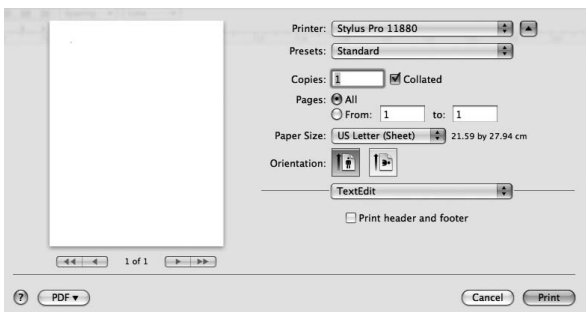 Printer: Stylus Pro 11880
Presets: Standard
Copies: 1 Collated
Pages: All
From: 1 to: 1
Paper Size: US Letter (Sheet) 21.59 by 27.94 cm
Orientation:
TextEdit
Print header and footer
1 of 1
? PDF Cancel Print